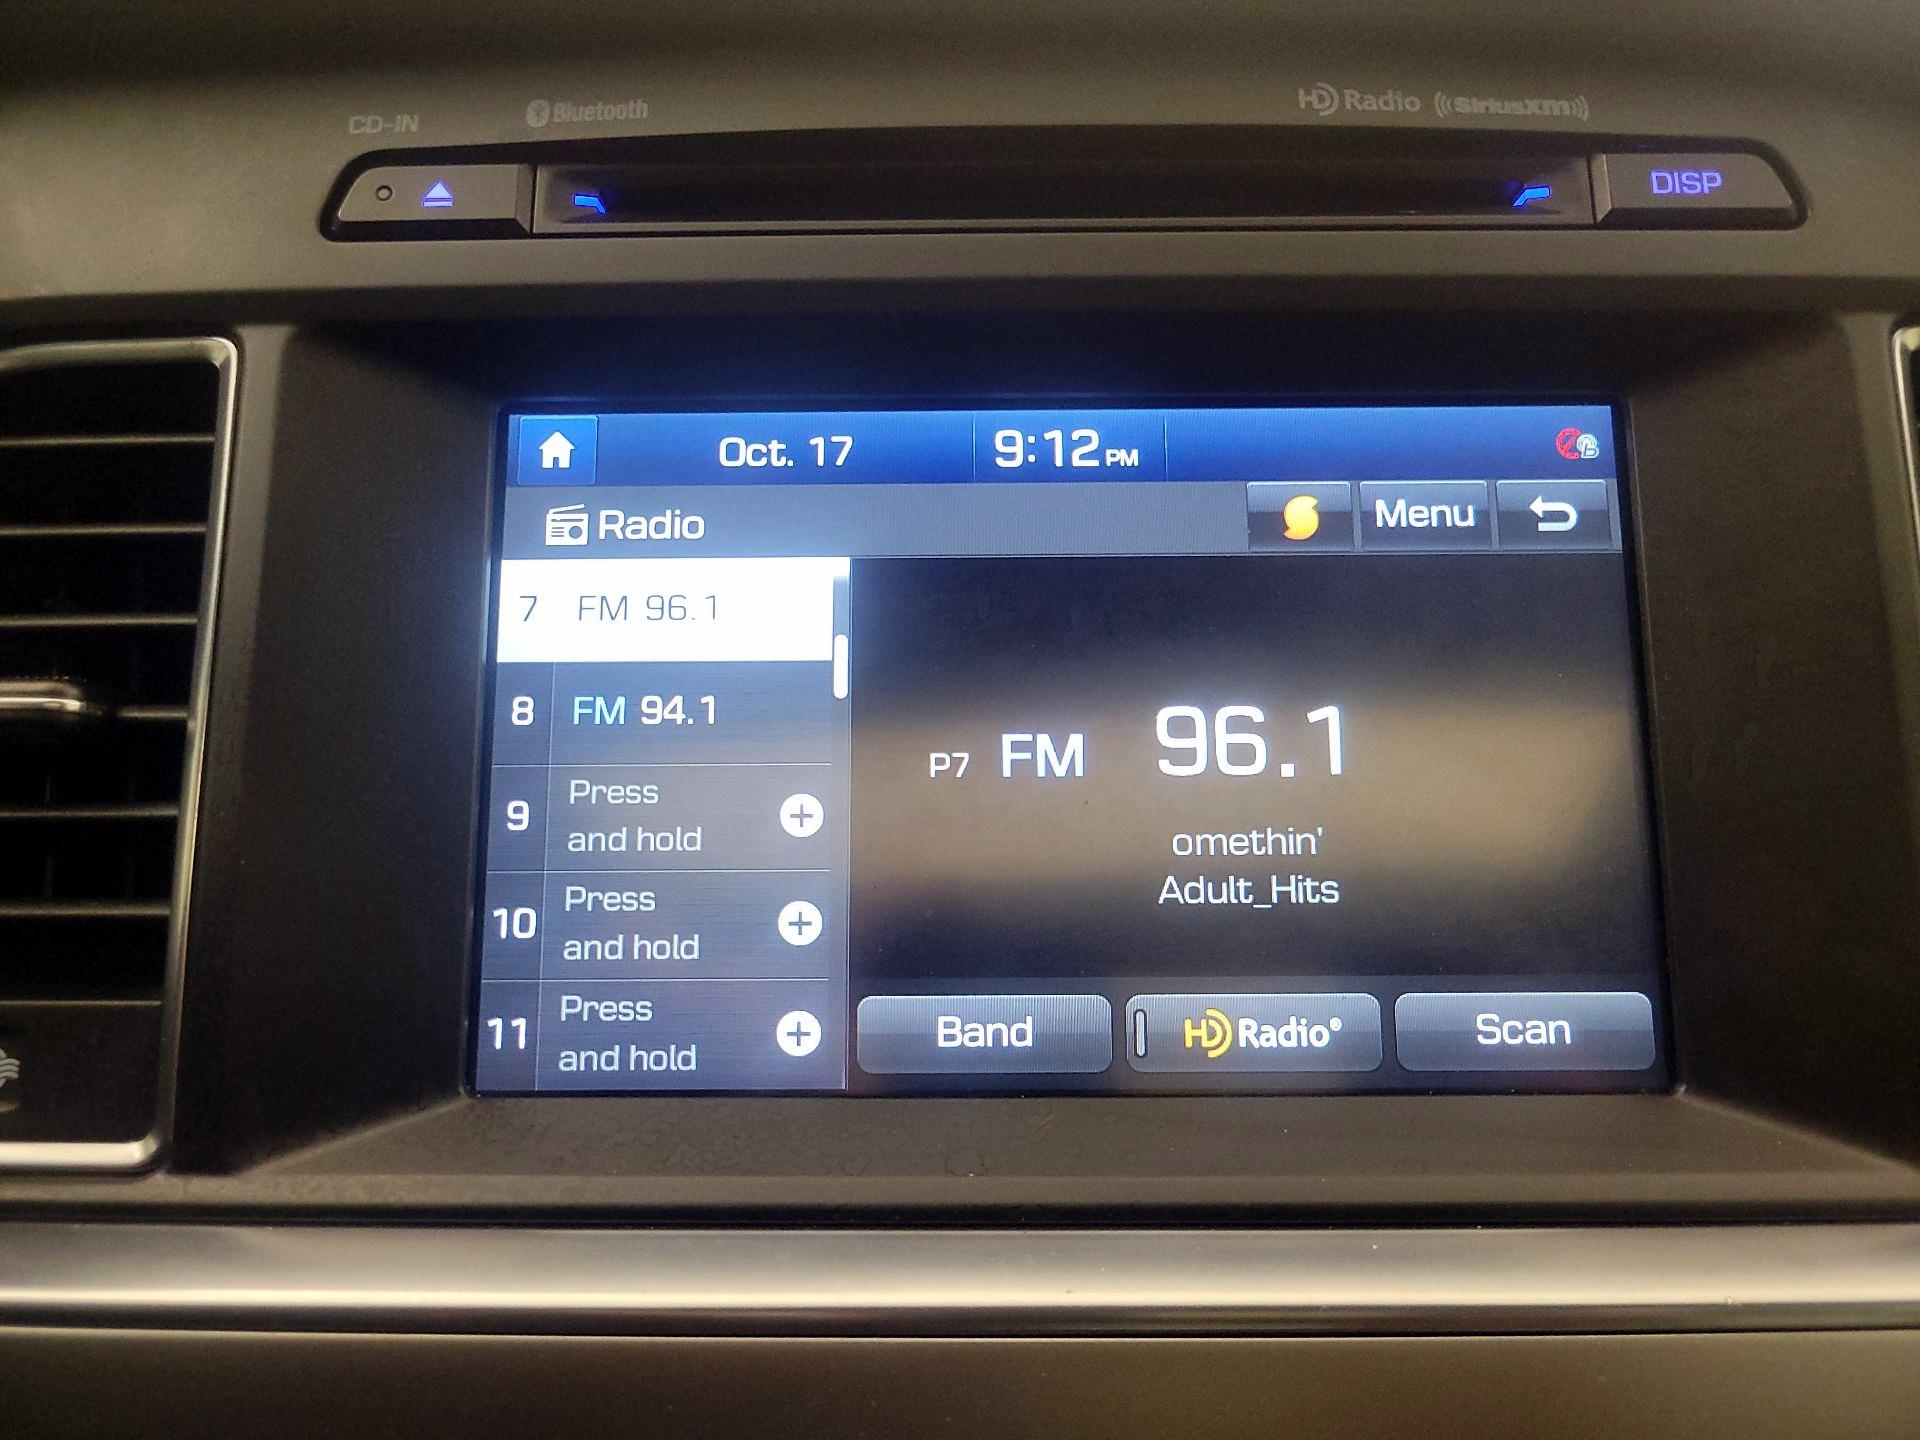 CD-IN
Bluetooth
HD Radio ((SiriusXM))
DISP
Oct. 17
9:12 PM
Radio
Menu
7 FM 96.1
8 FM 94.1
9 Press
and hold
10 Press
and hold
11 Press
and hold
P7 FM 96.1
omethin'
Adult_Hits
Band
HD Radio®
Scan